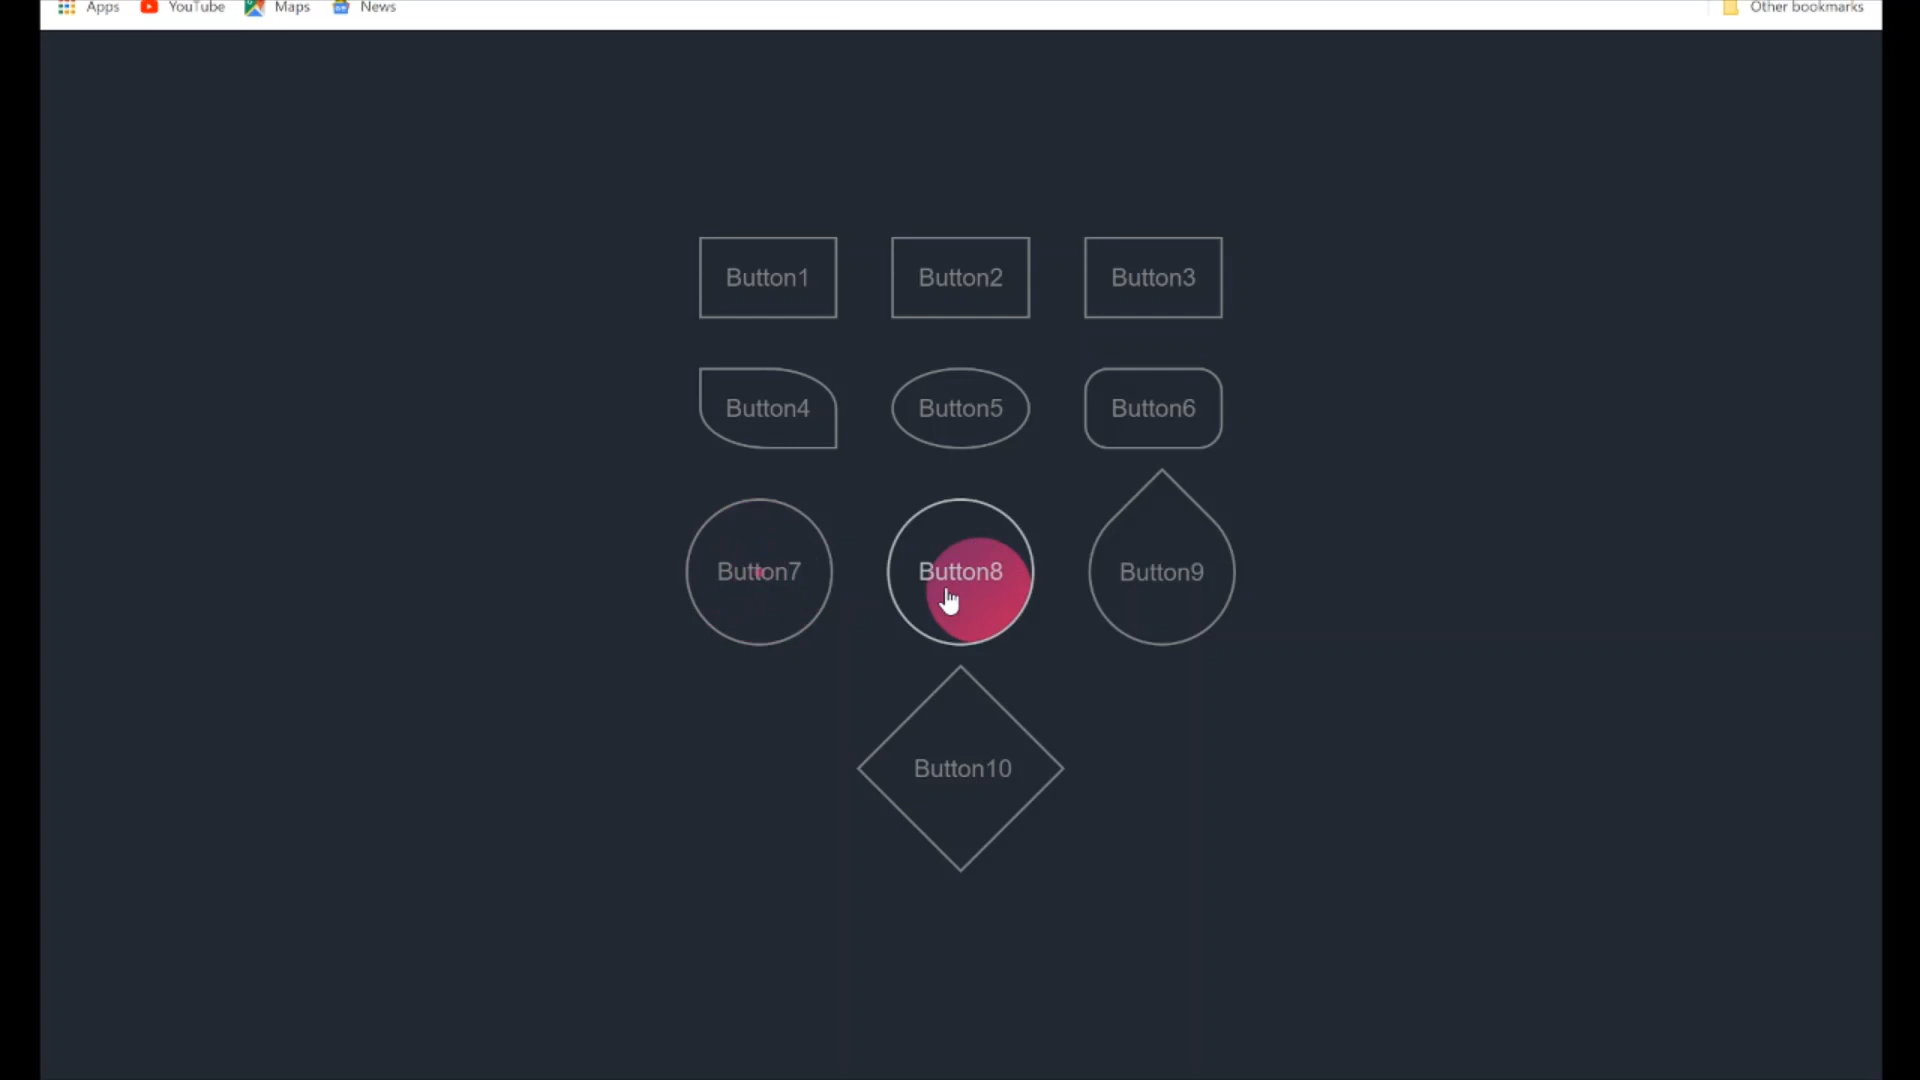 Apps YouTube Maps News Other bookmarks
Button1 Button2 Button3
Button4 Button5 Button6
Button7 Button8 Button9
Button10